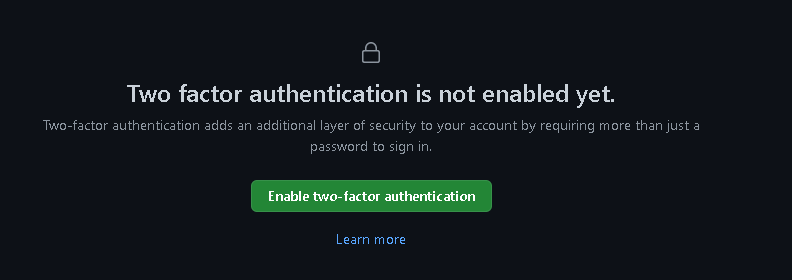 Two factor authentication is not enabled yet.
Two-factor authentication adds an additional layer of security to your account by requiring more than just a
password to sign in.
Enable two-factor authentication
Learn more